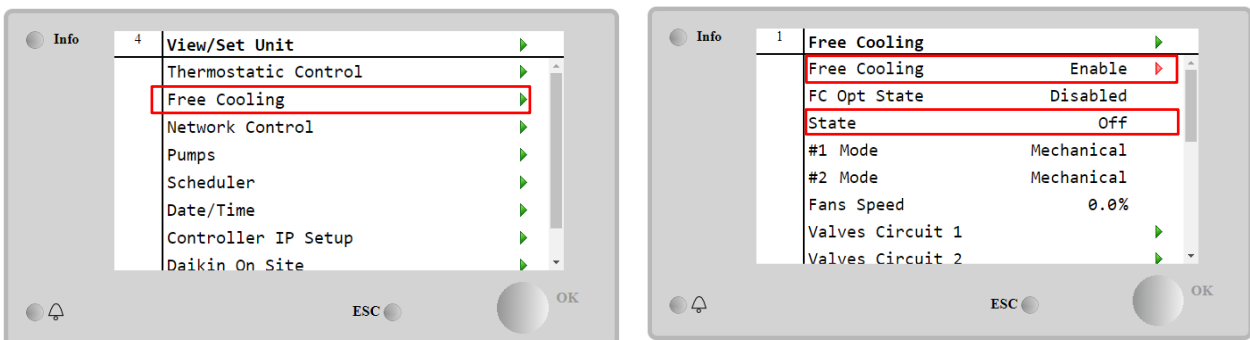 Info
4 View/Set Unit
Thermostatic Control
Free Cooling
Network Control
Pumps
Scheduler
Date/Time
Controller IP Setup
Daikin On Site
ESC
OK
Info
1 Free Cooling
Free Cooling Enable
FC Opt State Disabled
State Off
#1 Mode Mechanical
#2 Mode Mechanical
Fans Speed 0.0%
Valves Circuit 1
Valves Circuit 2
ESC
OK